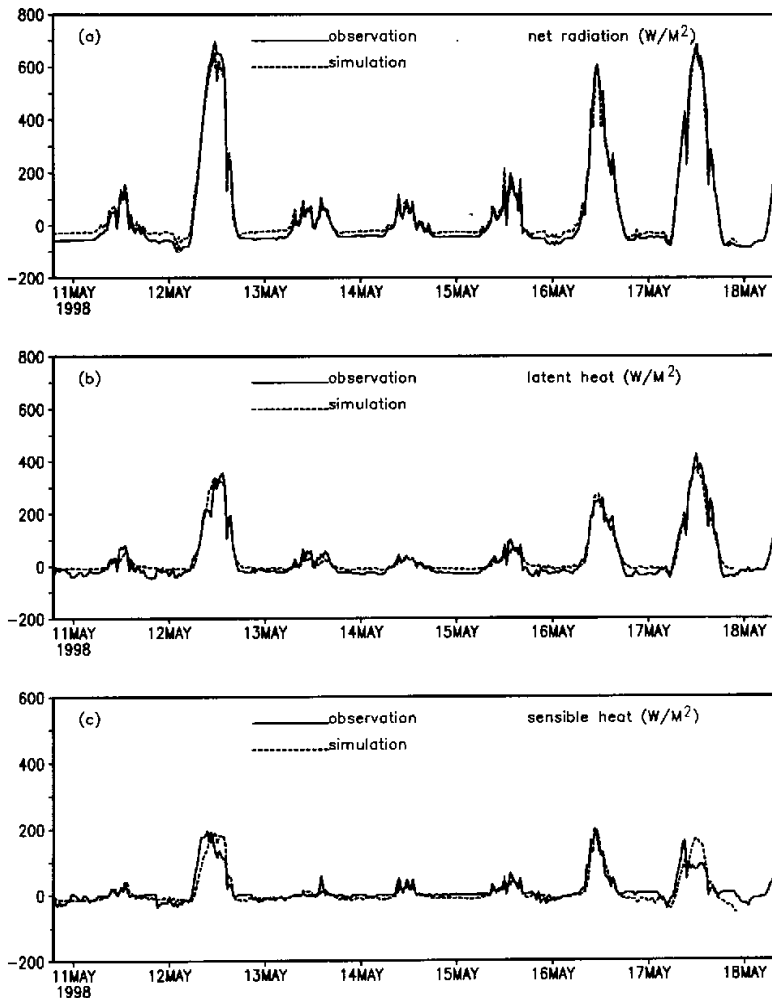 800
(a)
observation
net radiation (W/M²)
simulation
600
400
200
0
-200
11MAY
1998
12MAY
13MAY
14MAY
15MAY
16MAY
17MAY
18MAY
800
(b)
observation
latent heat (W/M²)
simulation
600
400
200
0
-200
11MAY
1998
12MAY
13MAY
14MAY
15MAY
16MAY
17MAY
18MAY
600
(c)
observation
sensible heat (W/M²)
simulation
400
200
0
-200
11MAY
1998
12MAY
13MAY
14MAY
15MAY
16MAY
17MAY
18MAY